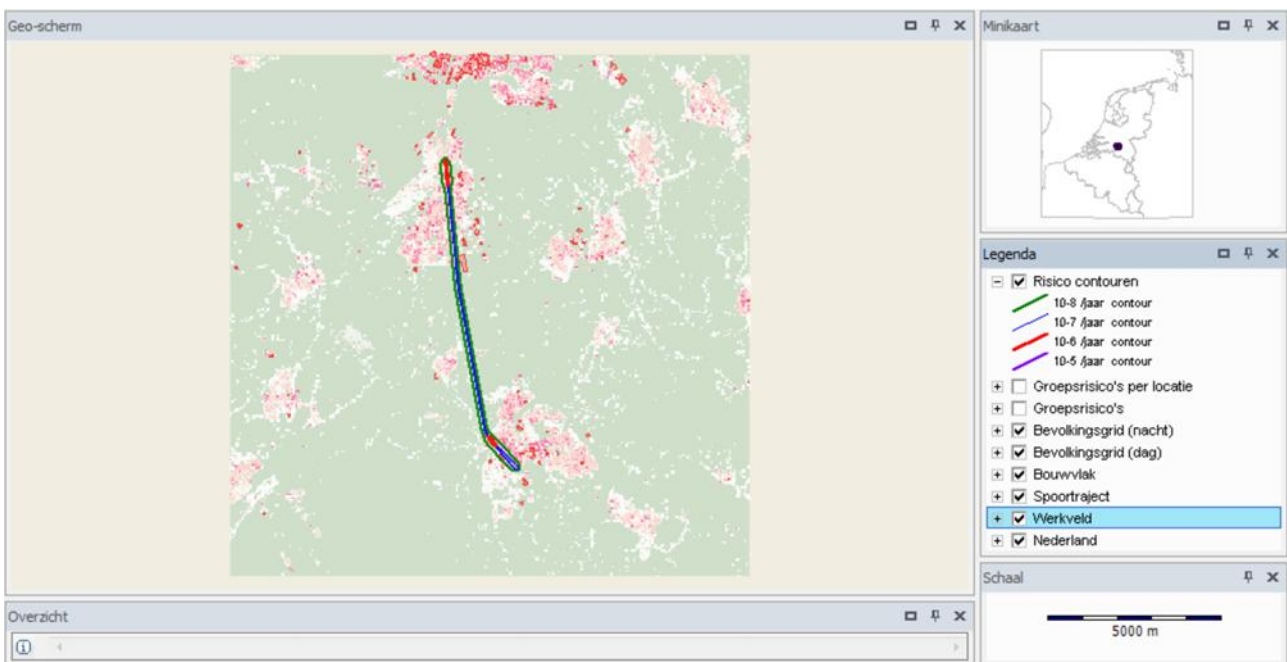 Geo-scherm
Minikaart
Legenda
Risico contouren
10-8 /jaar contour
10-7 /jaar contour
10-6 /jaar contour
10-5 /jaar contour
Groepsrisico's per locatie
Groepsrisico's
Bevolkingsgrid (nacht)
Bevolkingsgrid (dag)
Bouwvlak
Spoortraject
Werkveld
Nederland
Schaal
5000 m
Overzicht